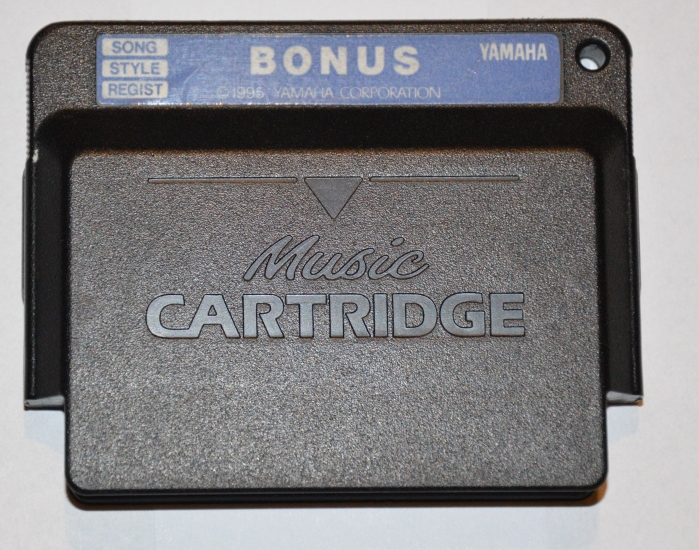 SONG
STYLE
REGIST
BONUS
YAMAHA
©1996 YAMAHA CORPORATION
Music
CARTRIDGE